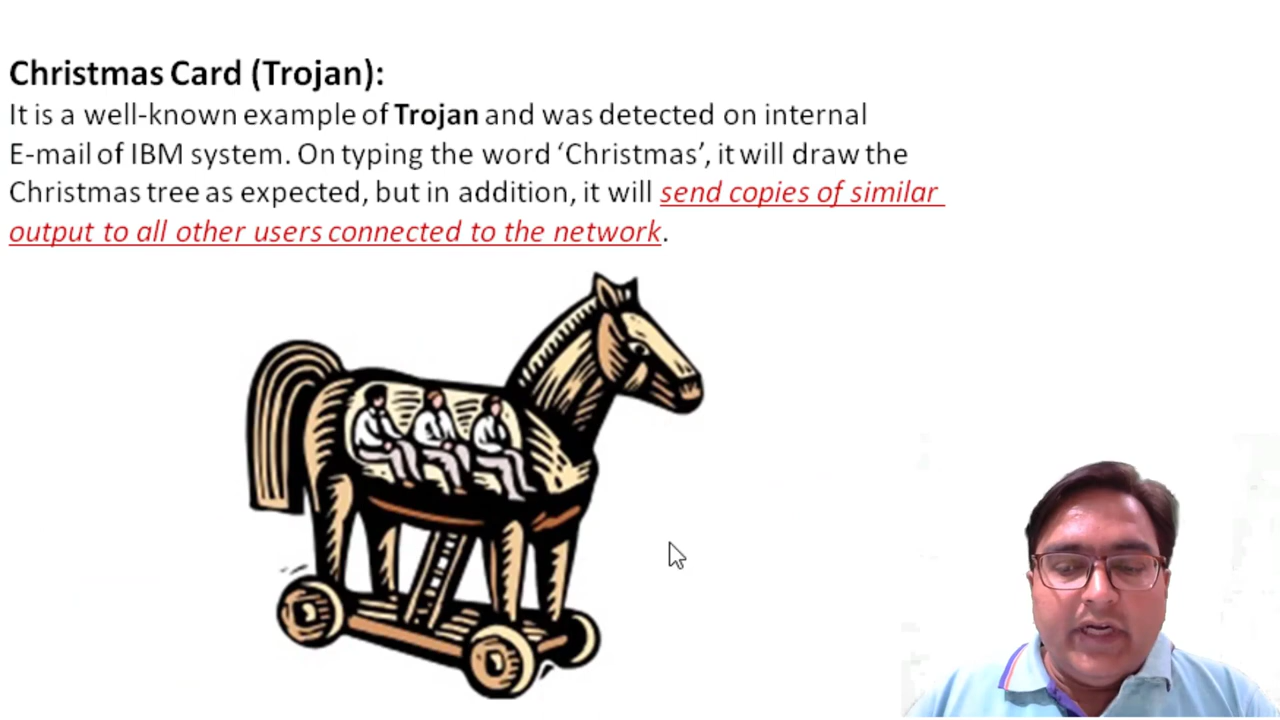 Christmas Card (Trojan):
It is a well-known example of Trojan and was detected on internal
E-mail of IBM system. On typing the word ‘Christmas’, it will draw the
Christmas tree as expected, but in addition, it will send copies of similar
output to all other users connected to the network.